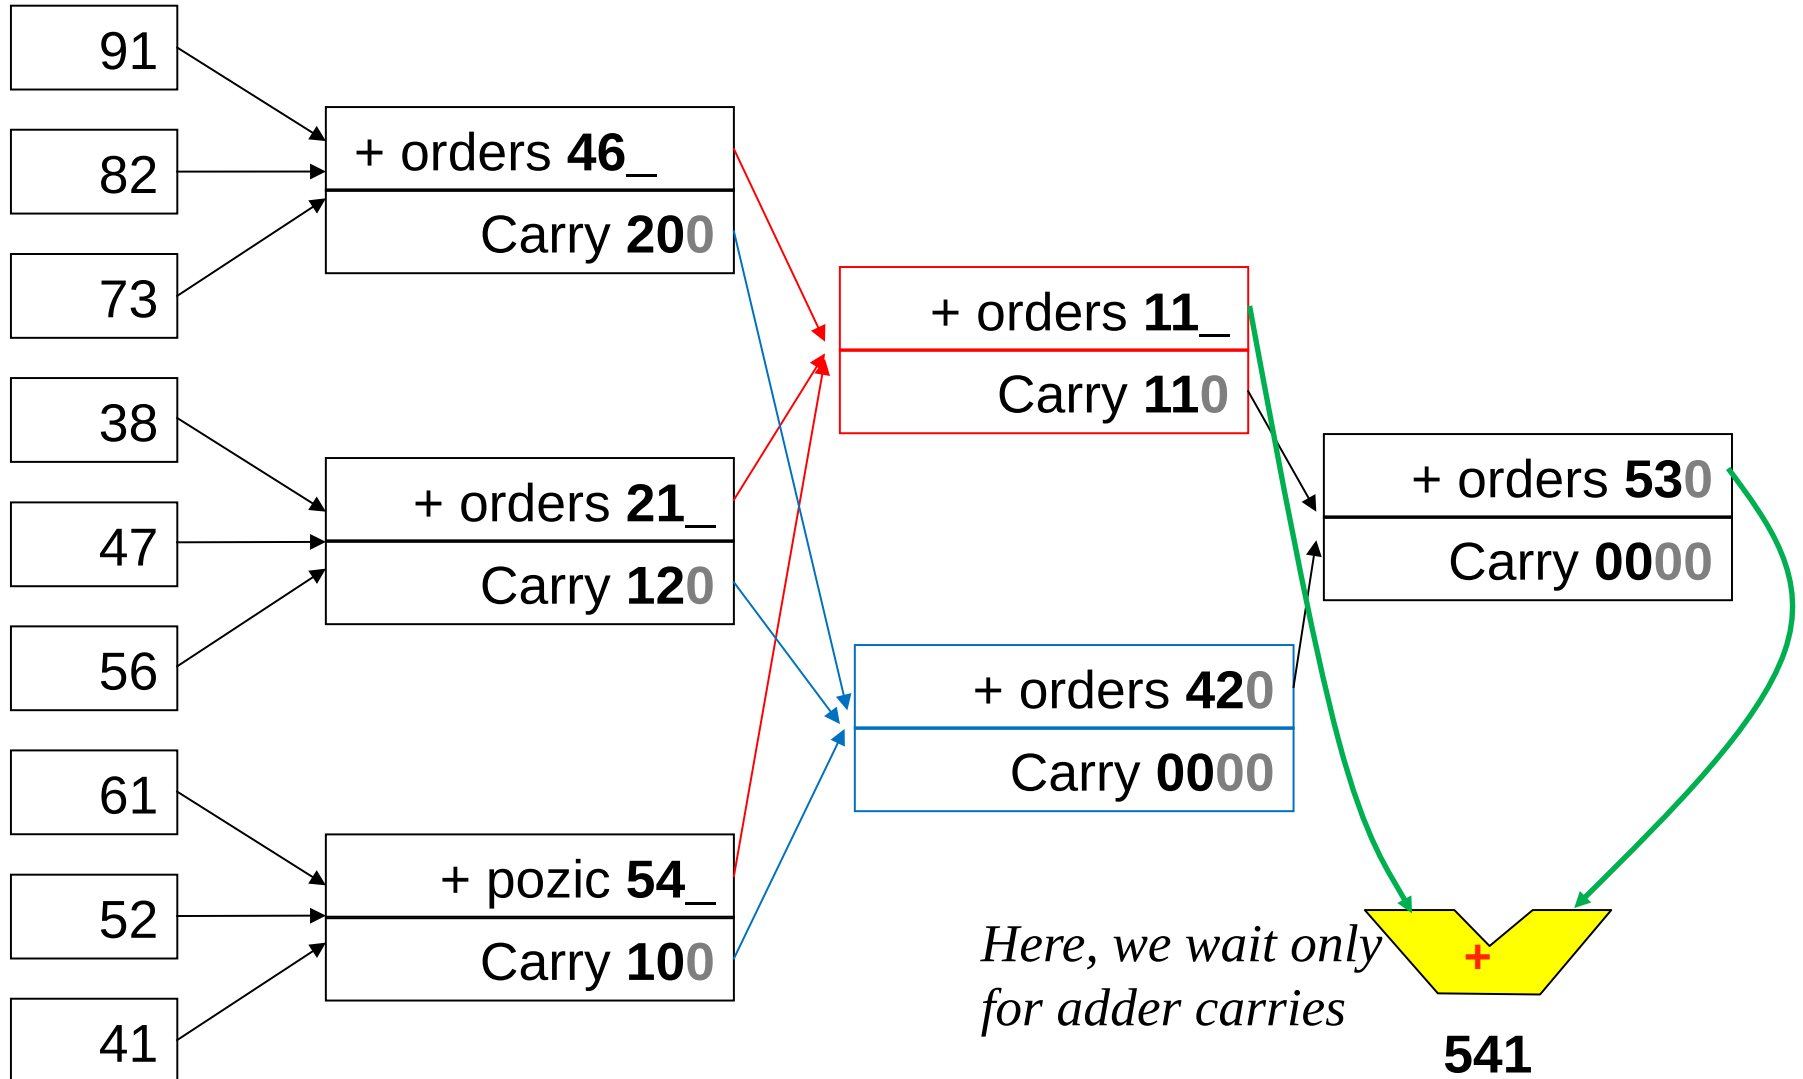 91
82
73
38
47
56
61
52
41
+ orders 46_
Carry 200
+ orders 21_
Carry 120
+ pozic 54_
Carry 100
+ orders 11_
Carry 110
+ orders 420
Carry 0000
+ orders 530
Carry 0000
Here, we wait only
for adder carries
+
541